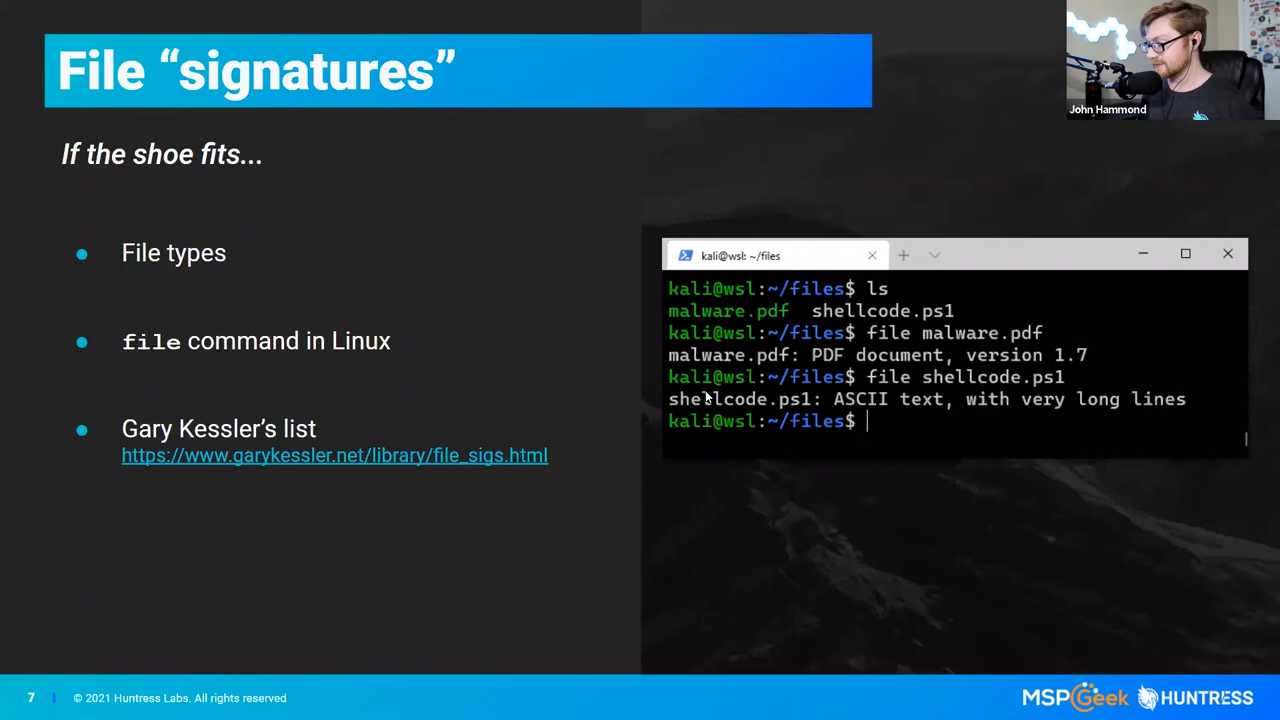 File “signatures”
John Hammond
If the shoe fits...
● File types
● file command in Linux
● Gary Kessler’s list
https://www.garykessler.net/library/file_sigs.html
kali@wsl: ~/files
kali@wsl:~/files$ ls
malware.pdf  shellcode.ps1
kali@wsl:~/files$ file malware.pdf
malware.pdf: PDF document, version 1.7
kali@wsl:~/files$ file shellcode.ps1
shellcode.ps1: ASCII text, with very long lines
kali@wsl:~/files$
7 | © 2021 Huntress Labs. All rights reserved
MSPGeek HUNTRESS